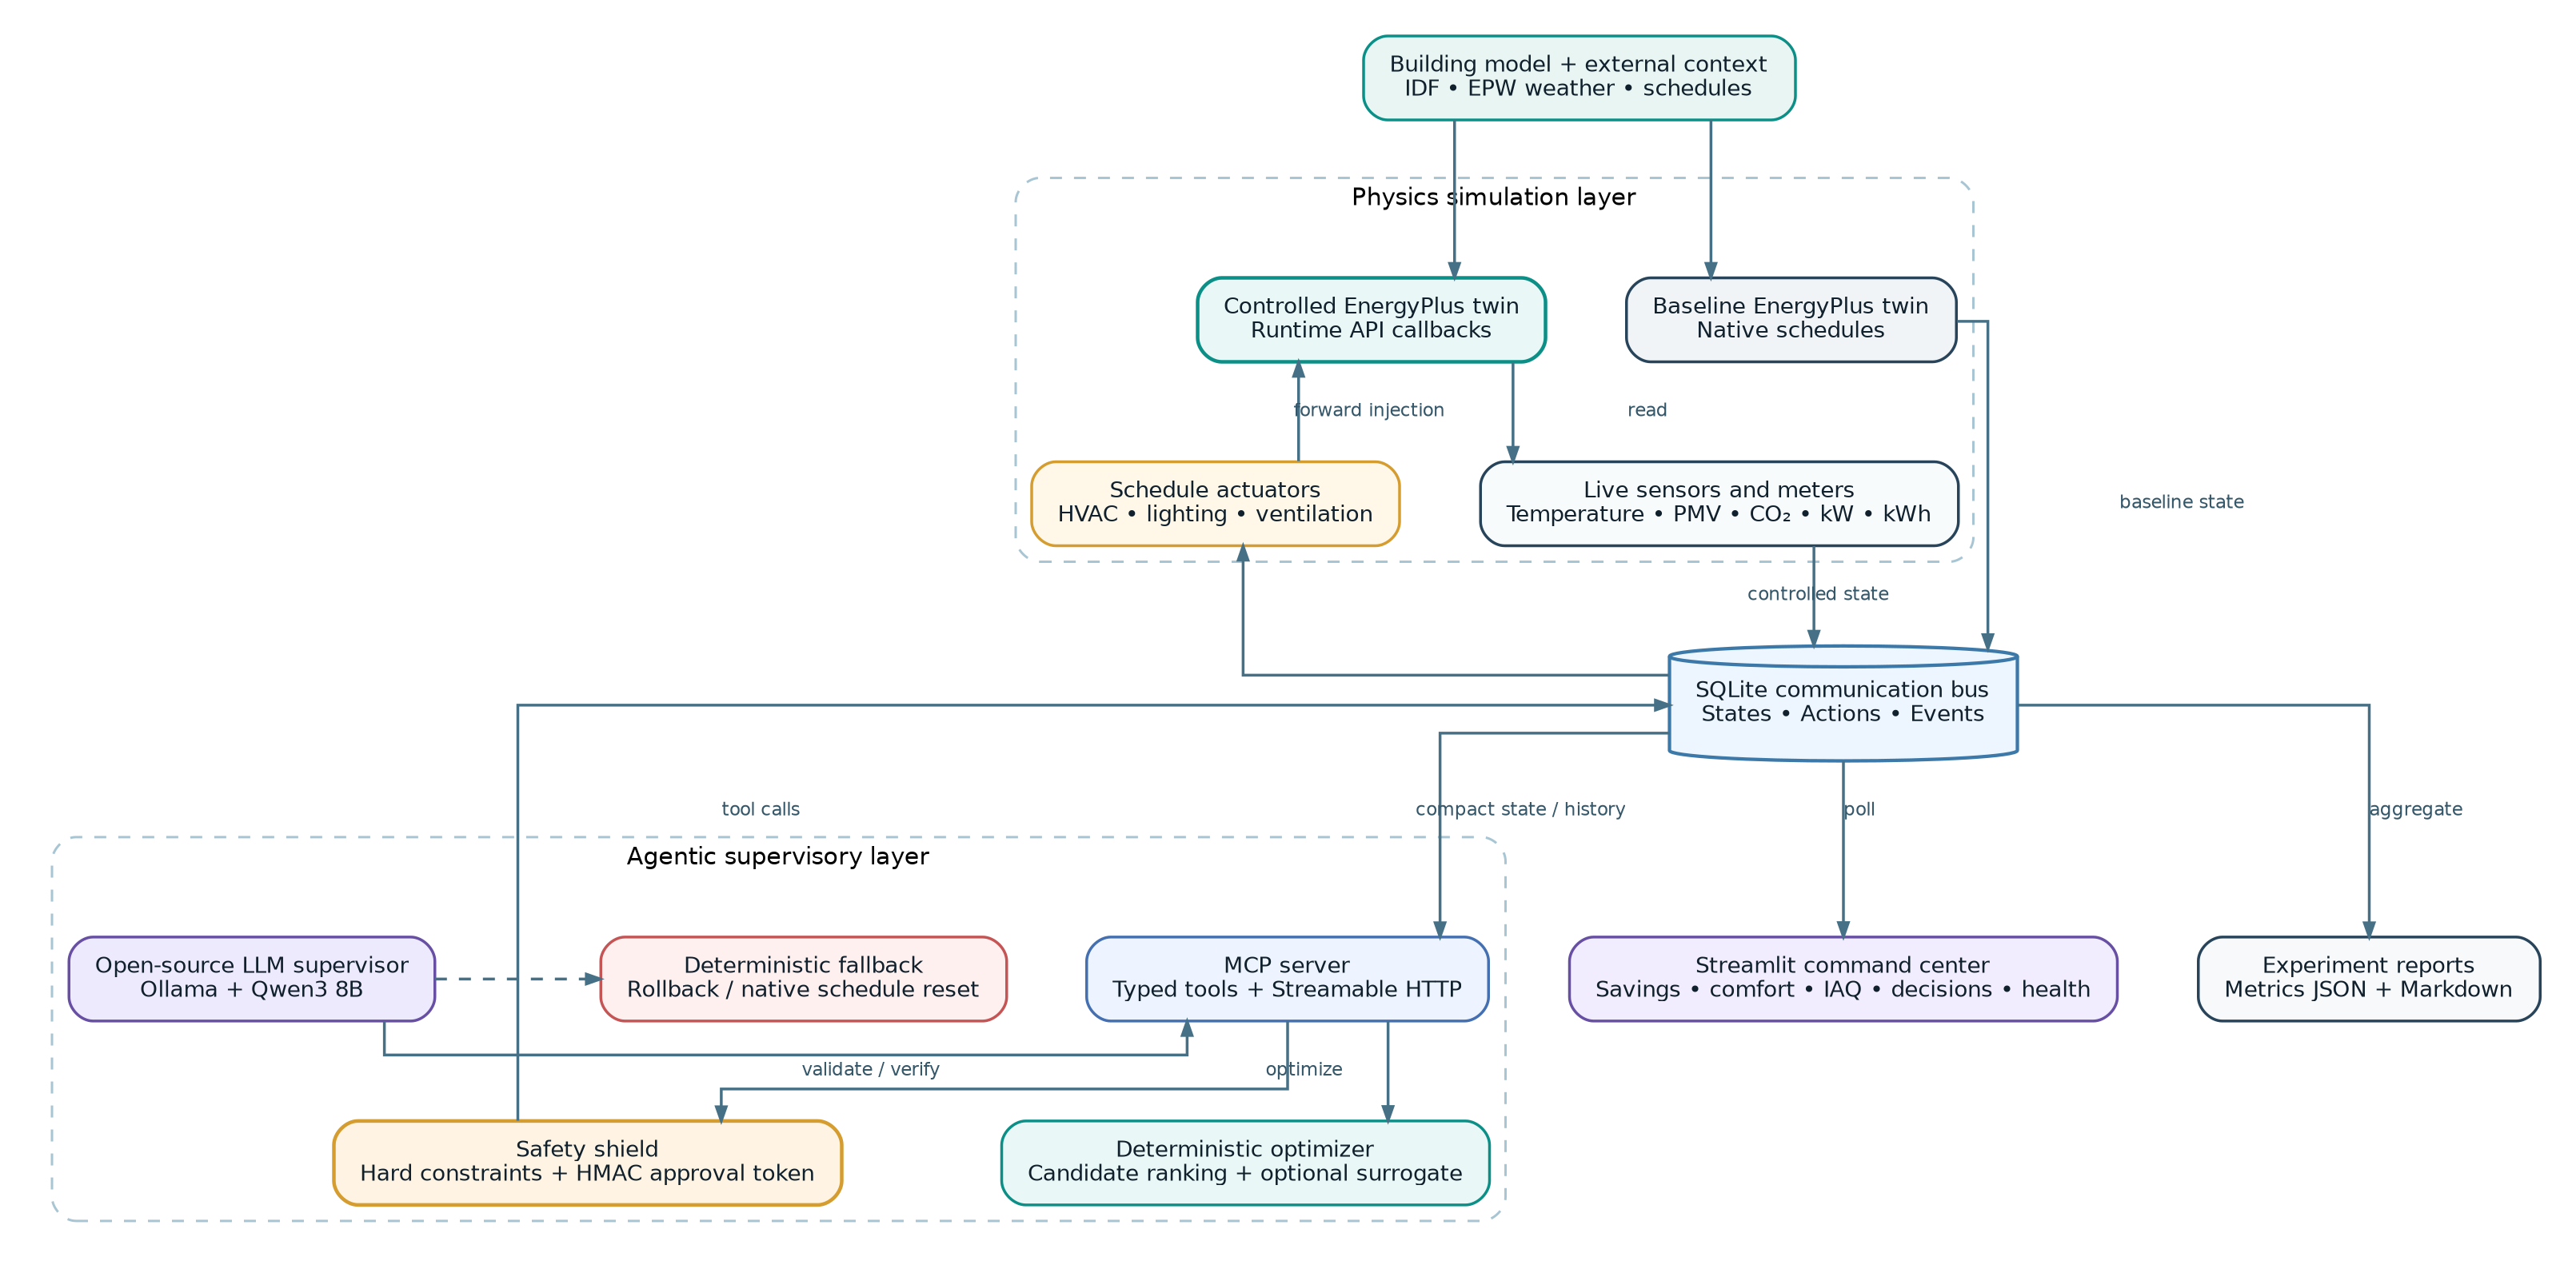 Building model + external context
IDF • EPW weather • schedules
Physics simulation layer
Controlled EnergyPlus twin
Runtime API callbacks
Baseline EnergyPlus twin
Native schedules
forward injection
read
Schedule actuators
HVAC • lighting • ventilation
Live sensors and meters
Temperature • PMV • CO₂ • kW • kWh
baseline state
controlled state
SQLite communication bus
States • Actions • Events
tool calls
compact state / history
poll
aggregate
Agentic supervisory layer
Open-source LLM supervisor
Ollama + Qwen3 8B
Deterministic fallback
Rollback / native schedule reset
MCP server
Typed tools + Streamable HTTP
Streamlit command center
Savings • comfort • IAQ • decisions • health
Experiment reports
Metrics JSON + Markdown
validate / verify
optimize
Safety shield
Hard constraints + HMAC approval token
Deterministic optimizer
Candidate ranking + optional surrogate